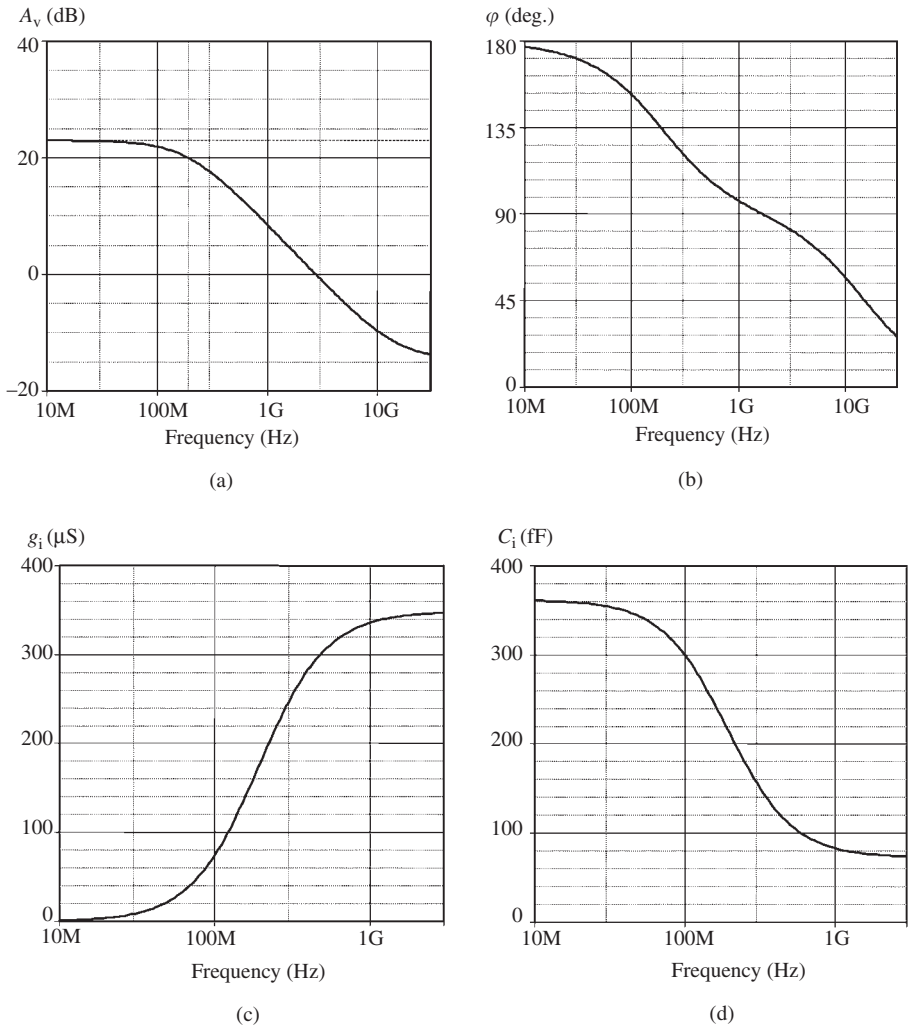 A_v (dB)
40
20
0
–20
10M 100M 1G 10G
Frequency (Hz)
(a)
φ (deg.)
180
135
90
45
0
10M 100M 1G 10G
Frequency (Hz)
(b)
g_i (µS)
400
300
200
100
0
10M 100M 1G
Frequency (Hz)
(c)
C_i (fF)
400
300
200
100
0
10M 100M 1G
Frequency (Hz)
(d)